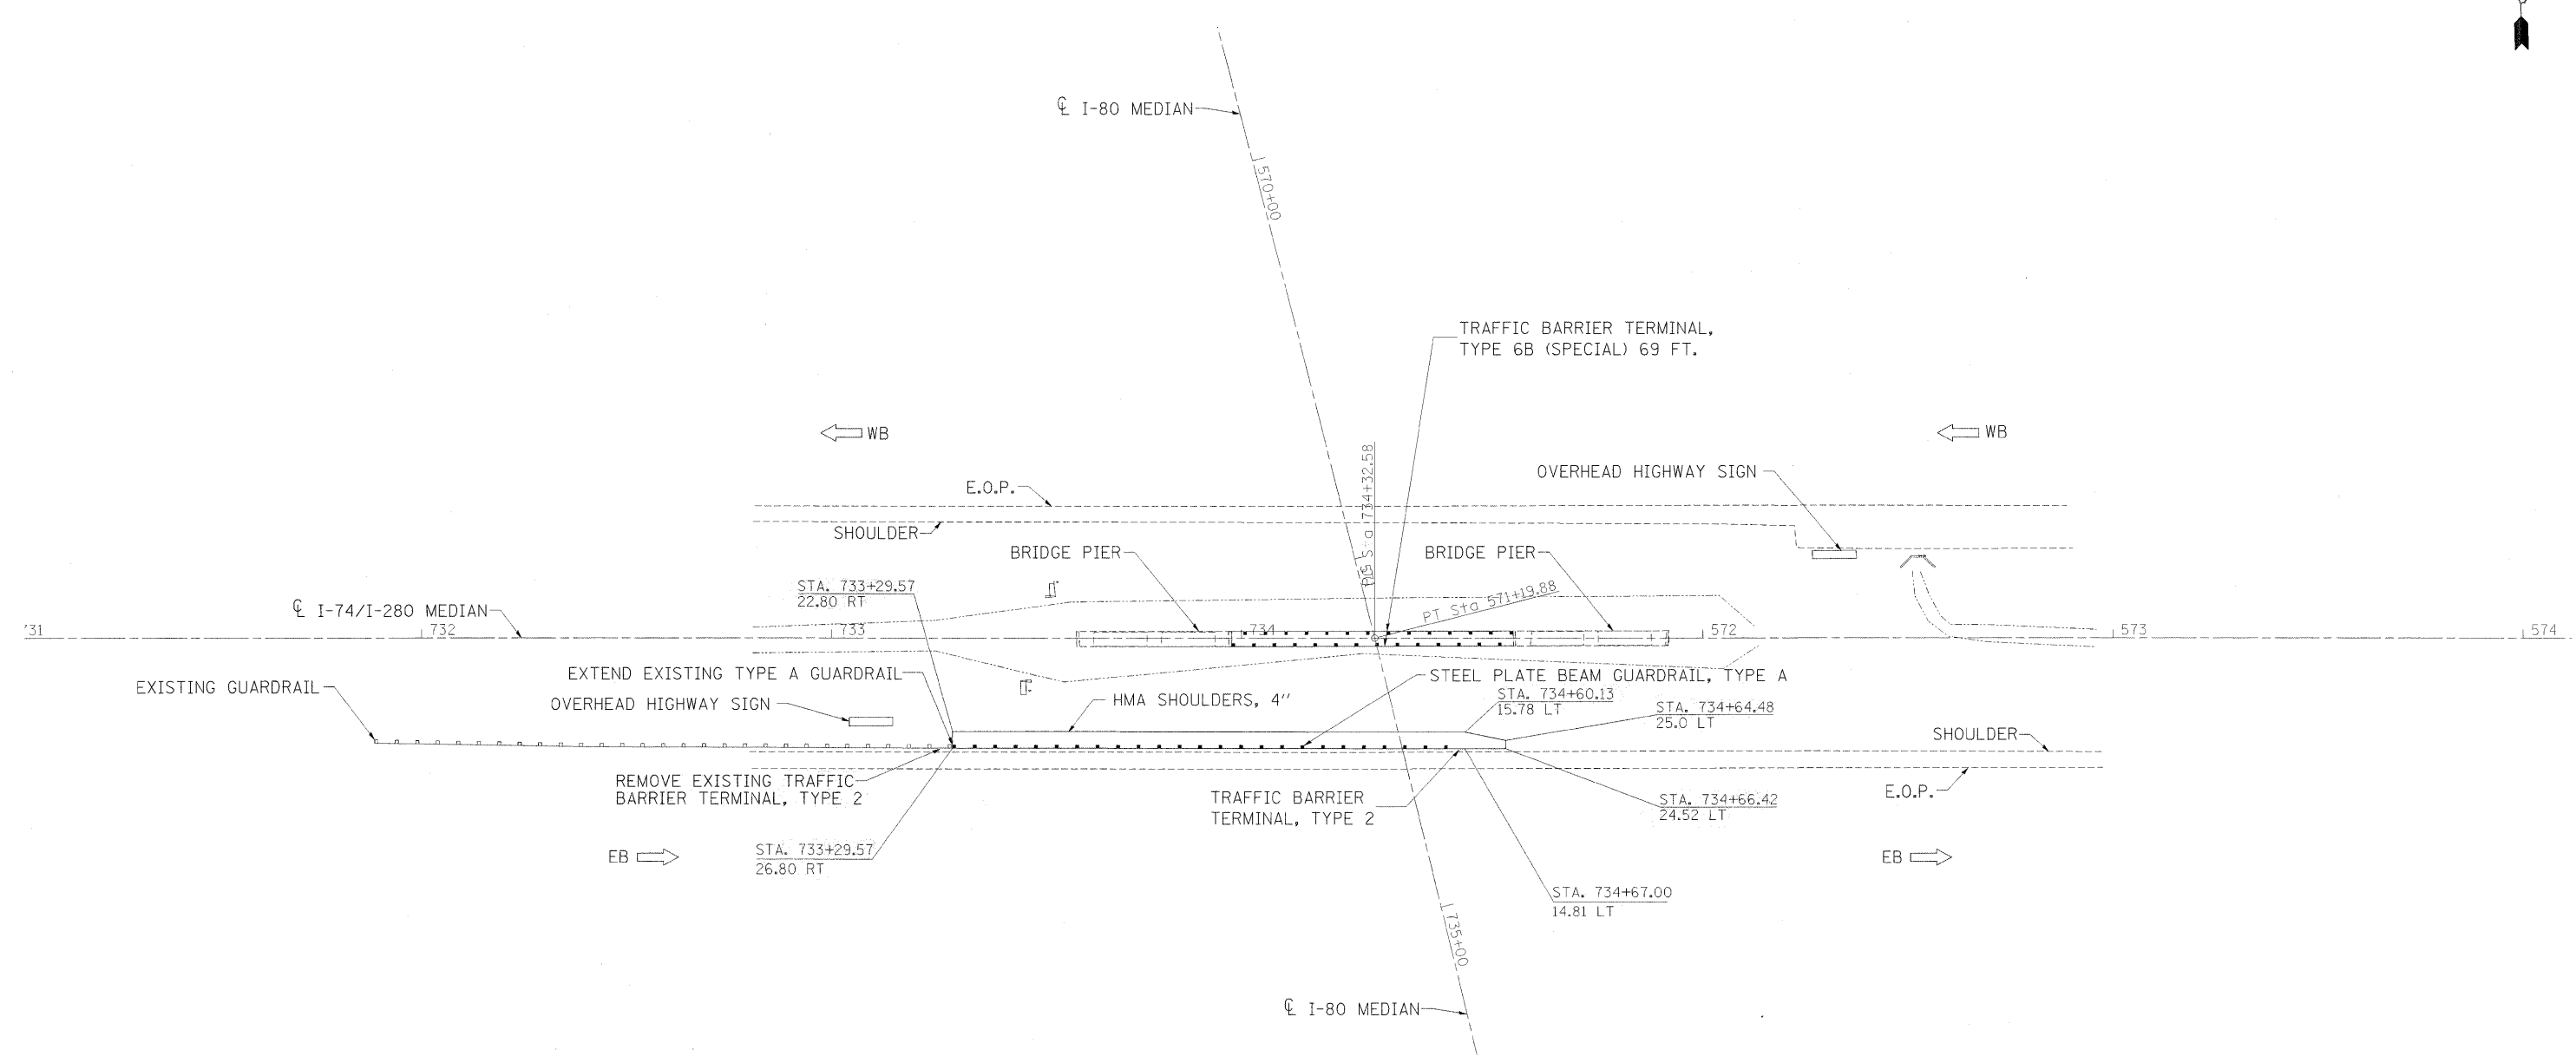 ℄ I-80 MEDIAN
570+00
TRAFFIC BARRIER TERMINAL,
TYPE 6B (SPECIAL) 69 FT.
WB
WB
OVERHEAD HIGHWAY SIGN
E.O.P.
SHOULDER
BRIDGE PIER
BRIDGE PIER
Sta 734+32.58
PT Sta 571+19.88
STA. 733+29.57
22.80 RT
℄ I-74/I-280 MEDIAN
'31
732
733
734
572
573
574
EXTEND EXISTING TYPE A GUARDRAIL
STEEL PLATE BEAM GUARDRAIL, TYPE A
EXISTING GUARDRAIL
OVERHEAD HIGHWAY SIGN
HMA SHOULDERS, 4''
STA. 734+60.13
15.78 LT
STA. 734+64.48
25.0 LT
SHOULDER
REMOVE EXISTING TRAFFIC
BARRIER TERMINAL, TYPE 2
TRAFFIC BARRIER
TERMINAL, TYPE 2
STA. 734+66.42
24.52 LT
E.O.P.
STA. 733+29.57
26.80 RT
EB
EB
STA. 734+67.00
14.81 LT
735+00
℄ I-80 MEDIAN